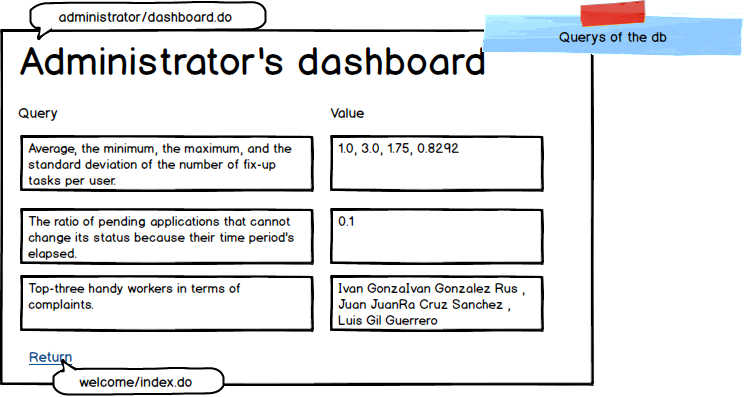 administrator/dashboard.do
Querys of the db
Administrator's dashboard
Query
Value
Average, the minimum, the maximum, and the
standard deviation of the number of fix-up
tasks per user.
1.0, 3.0, 1.75, 0.8292
The ratio of pending applications that cannot
change its status because their time period's
elapsed.
0.1
Top-three handy workers in terms of
complaints.
Ivan GonzaIvan Gonzalez Rus ,
Juan JuanRa Cruz Sanchez ,
Luis Gil Guerrero
Return
welcome/index.do